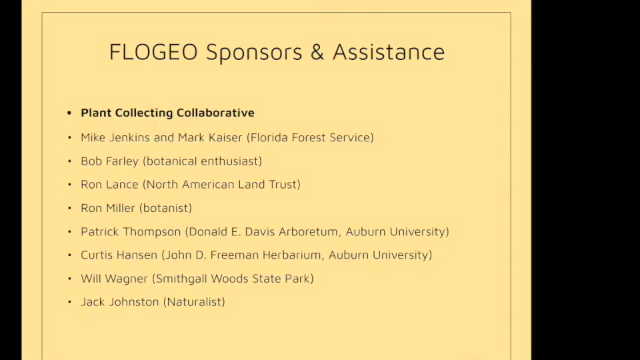 FLOGEO Sponsors & Assistance
• Plant Collecting Collaborative
• Mike Jenkins and Mark Kaiser (Florida Forest Service)
• Bob Farley (botanical enthusiast)
• Ron Lance (North American Land Trust)
• Ron Miller (botanist)
• Patrick Thompson (Donald E. Davis Arboretum, Auburn University)
• Curtis Hansen (John D. Freeman Herbarium, Auburn University)
• Will Wagner (Smithgall Woods State Park)
• Jack Johnston (Naturalist)